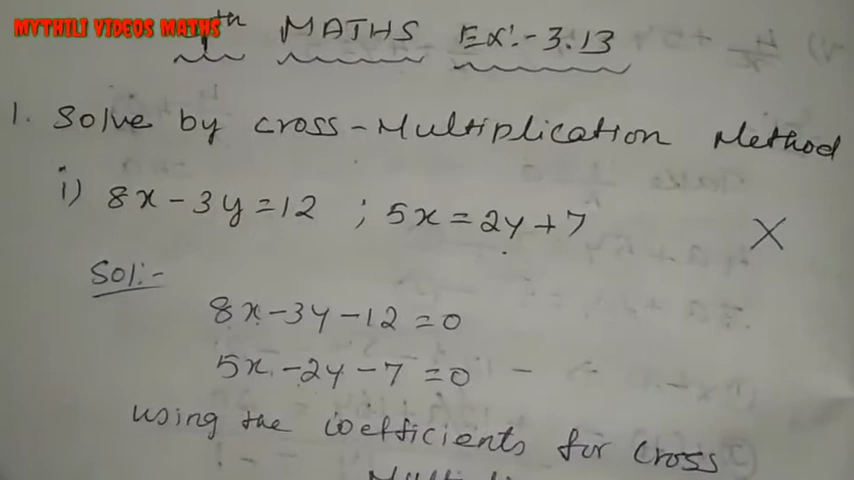 MYTHILI VIDEOS MATHS
9th MATHS Ex:- 3.13
1. Solve by cross-Multiplication Method
i) 8x - 3y = 12 ; 5x = 2y + 7
Sol:-
8x - 3y - 12 = 0
5x - 2y - 7 = 0
using the coefficients for cross